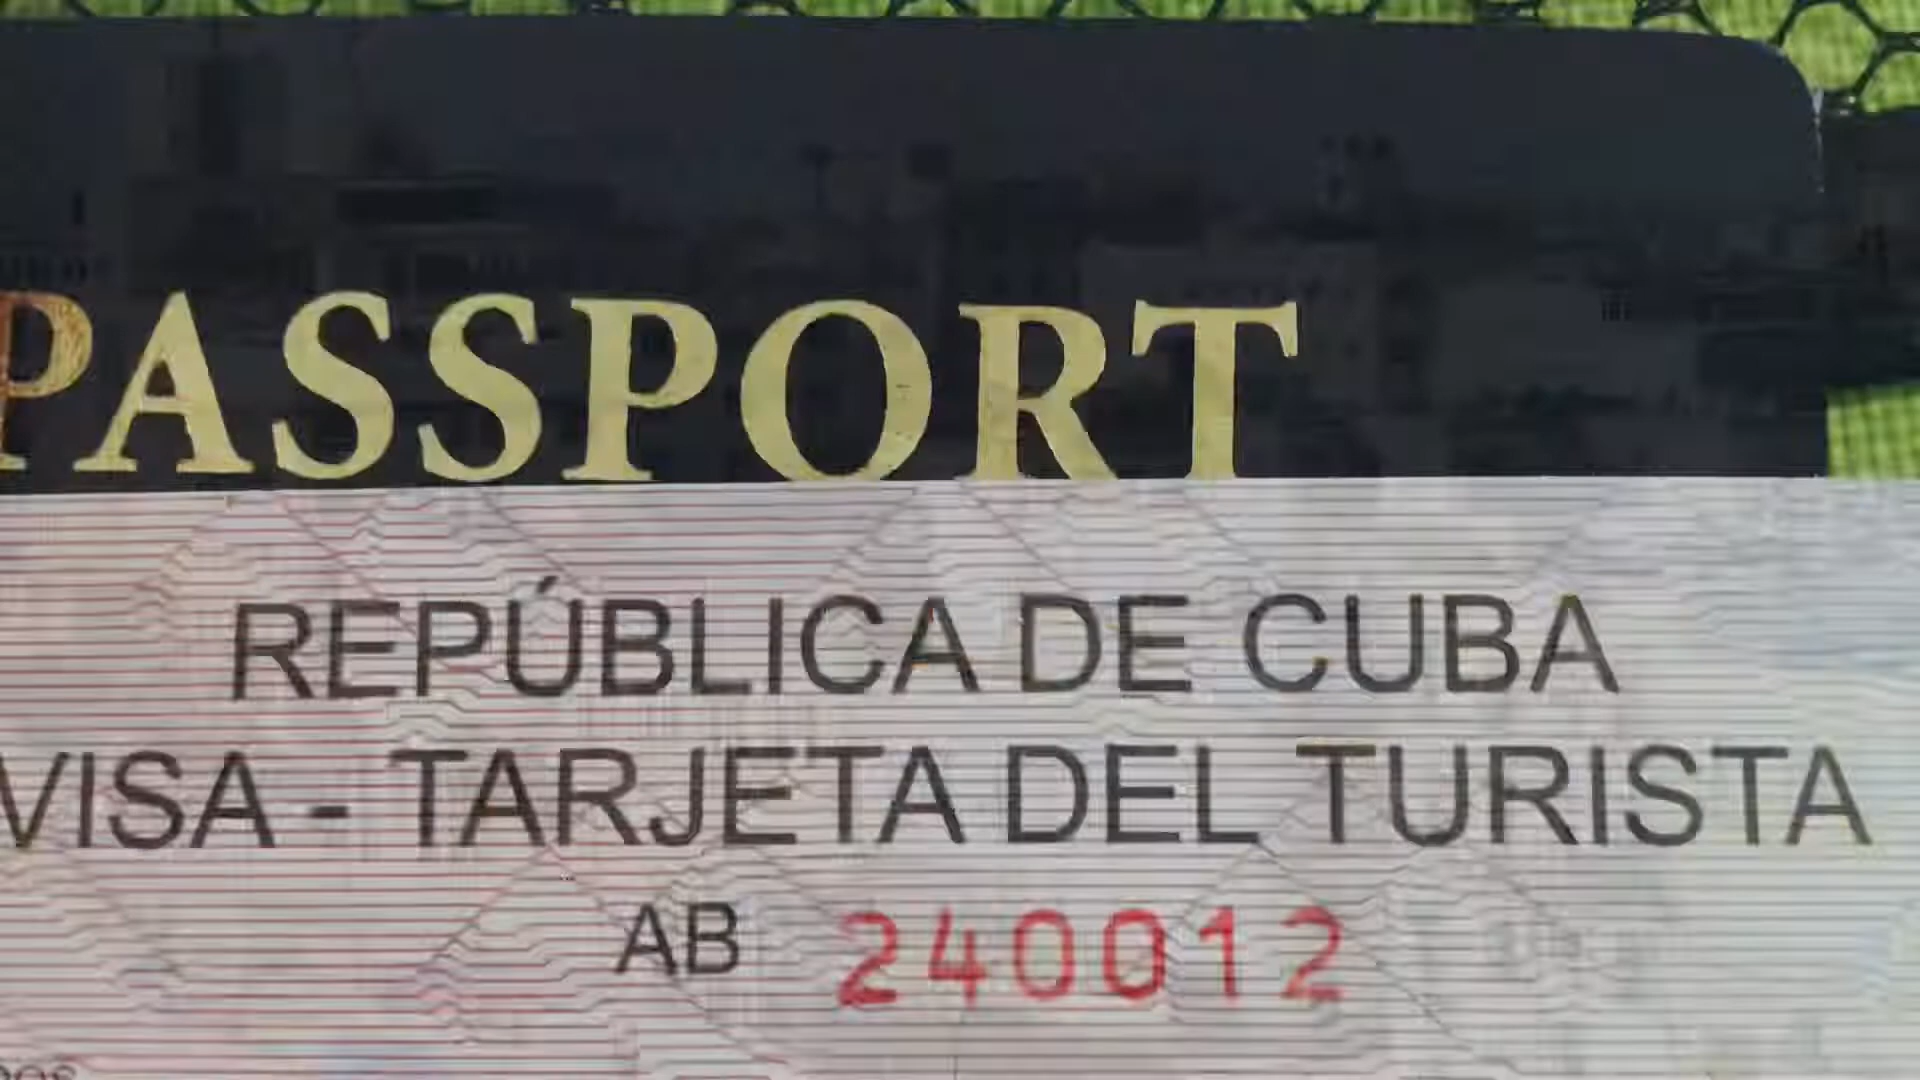 PASSPORT
REPÚBLICA DE CUBA
VISA - TARJETA DEL TURISTA
AB 240012